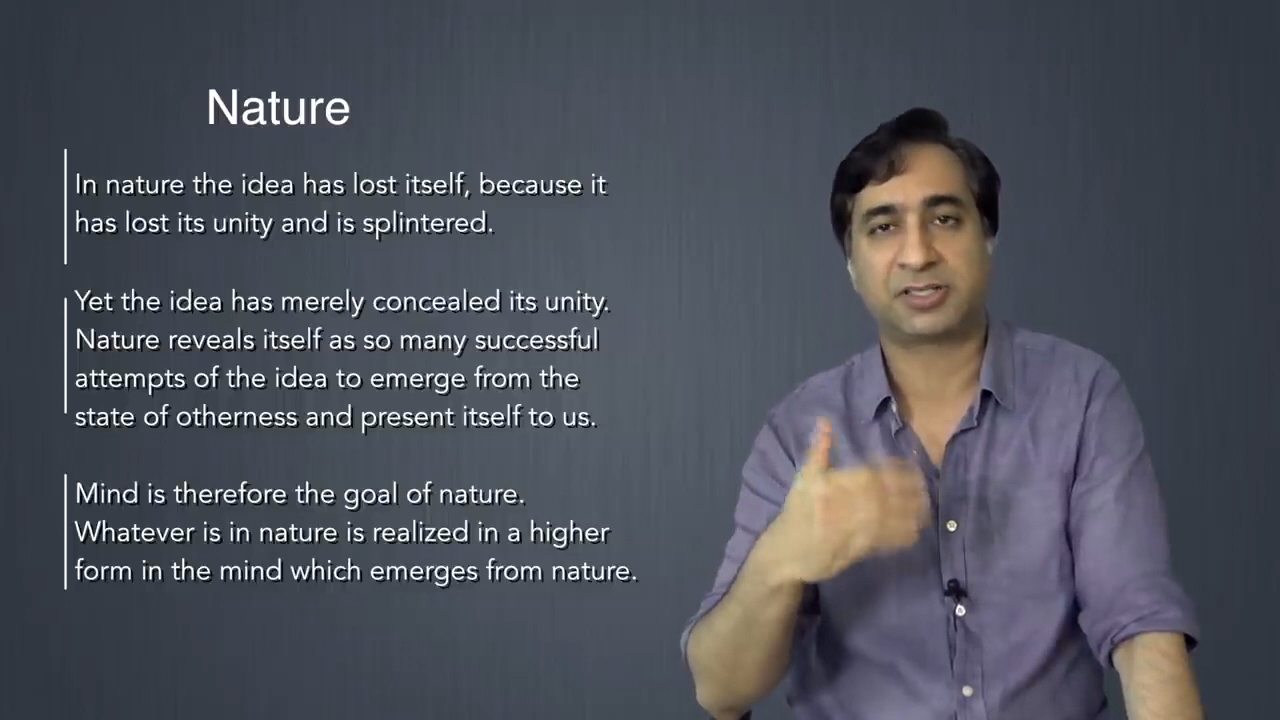 Nature
In nature the idea has lost itself, because it
has lost its unity and is splintered.
Yet the idea has merely concealed its unity.
Nature reveals itself as so many successful
attempts of the idea to emerge from the
state of otherness and present itself to us.
Mind is therefore the goal of nature.
Whatever is in nature is realized in a higher
form in the mind which emerges from nature.